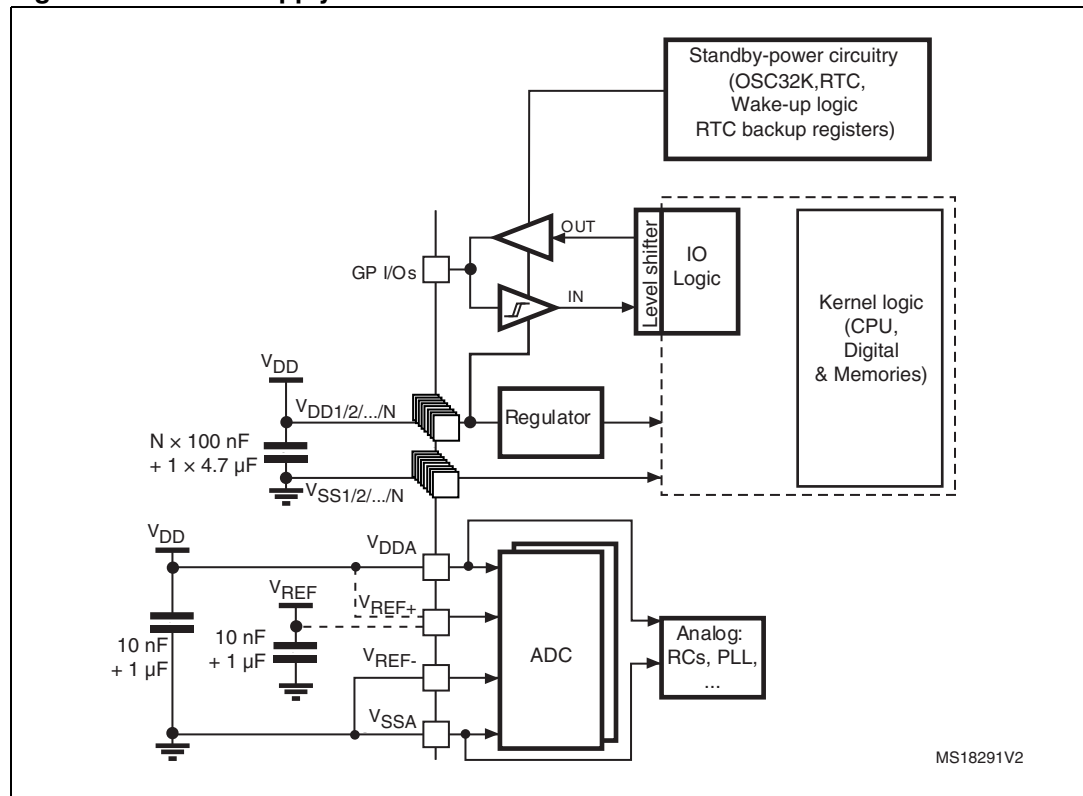 Standby-power circuitry
(OSC32K,RTC,
Wake-up logic
RTC backup registers)
OUT
IN
GP I/Os
Level shifter
IO
Logic
Kernel logic
(CPU,
Digital
& Memories)
VDD
VDD1/2/.../N
Regulator
N × 100 nF
+ 1 × 4.7 µF
VSS1/2/.../N
VDD
VDDA
VREF
VREF+
10 nF
+ 1 µF
10 nF
+ 1 µF
VREF-
ADC
Analog:
RCs, PLL,
...
VSSA
MS18291V2